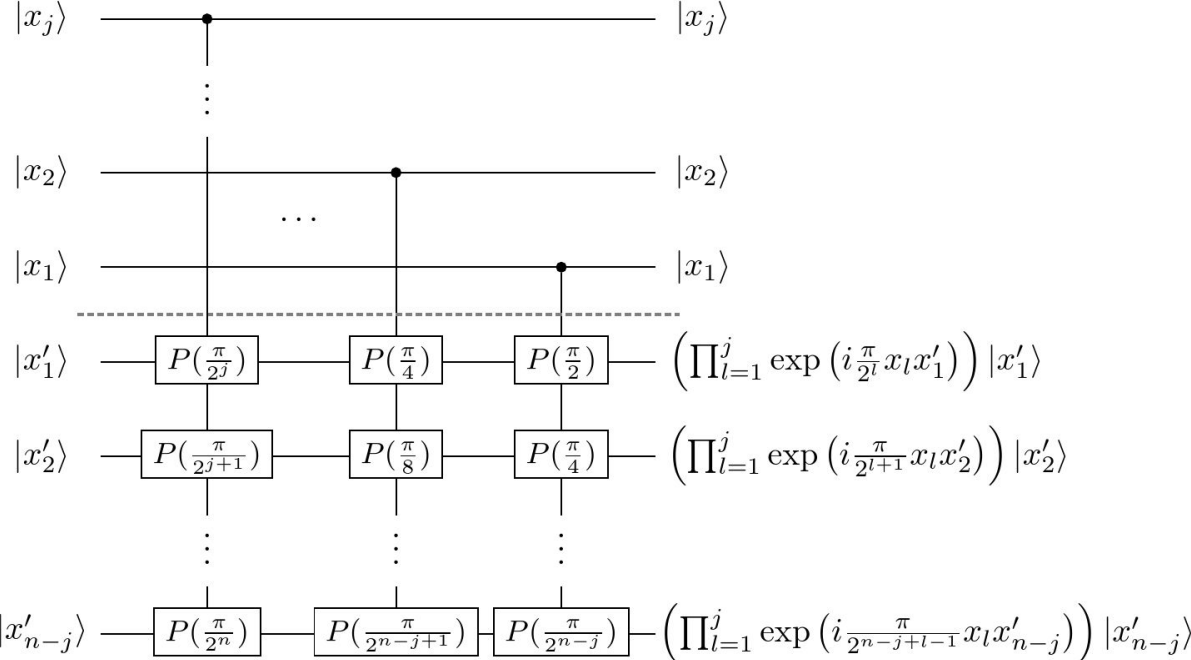 |x_j⟩ |x_j⟩
⋮
|x_2⟩ |x_2⟩
⋯
|x_1⟩ |x_1⟩
|x'_1⟩ P(π/2^j) P(π/4) P(π/2) (∏_{l=1}^{j} exp(i π/2^l x_l x'_1)) |x'_1⟩
|x'_2⟩ P(π/2^{j+1}) P(π/8) P(π/4) (∏_{l=1}^{j} exp(i π/2^{l+1} x_l x'_2)) |x'_2⟩
⋮ ⋮ ⋮
|x'_{n-j}⟩ P(π/2^n) P(π/2^{n-j+1}) P(π/2^{n-j}) (∏_{l=1}^{j} exp(i π/2^{n-j+l-1} x_l x'_{n-j})) |x'_{n-j}⟩